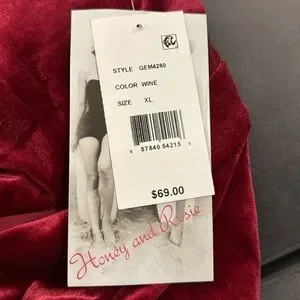 STYLE GEM4280
COLOR WINE
SIZE XL
87840 54215
$69.00
Honey and Rosie